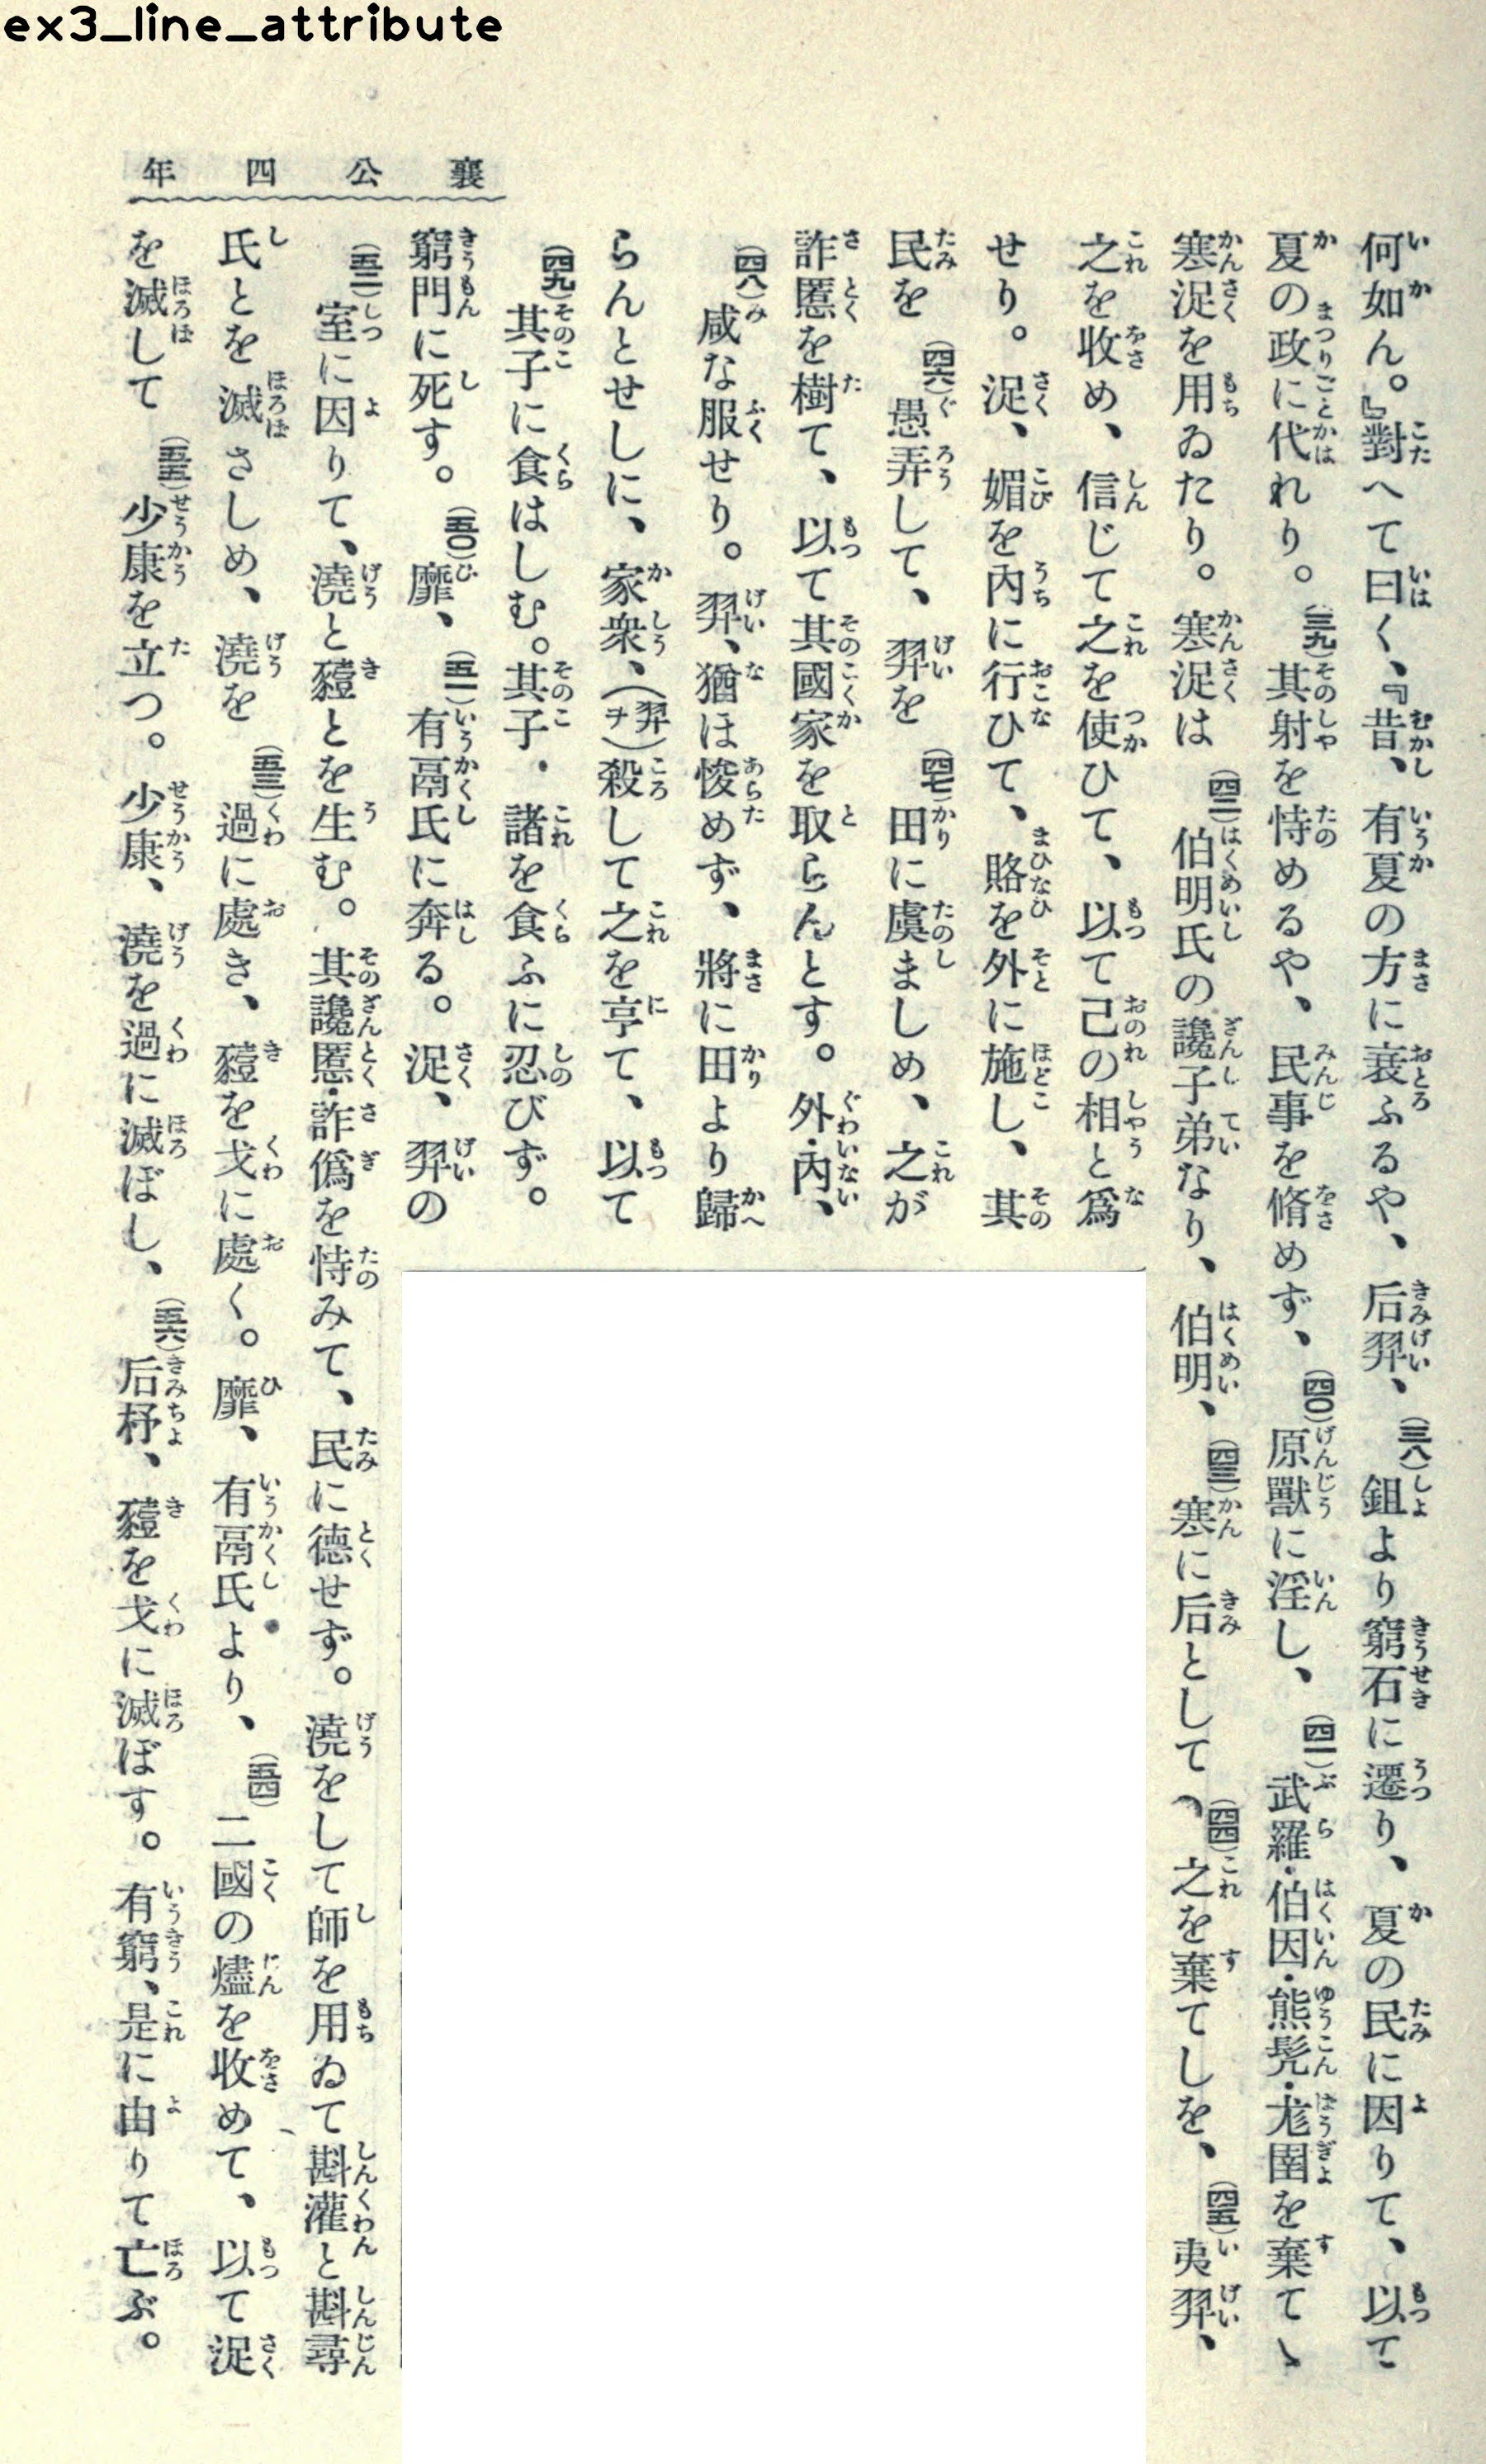 ex3_line_attribute
襄公四年
何如ん。』對へて曰く、『昔、有夏の方に衰ふるや、后羿、(三八)鉏より窮石に遷り、夏の民に因りて、以て
夏の政に代れり。(三九)其射を恃めるや、民事を脩めず、(四〇)原獸に淫し、(四一)武羅・伯因・熊髡・尨圉を棄てゝ
寒浞を用ゐたり。寒浞は(四二)伯明氏の讒子弟なり、伯明、(四三)寒に后として、(四四)之を棄てしを、(四五)夷羿、
之を收め、信じて之を使ひて、以て己の相と爲
せり。浞、媚を內に行ひて、賂を外に施し、其
民を(四六)愚弄して、羿を(四七)田に虞ましめ、之が
詐慝を樹て、以て其國家を取らんとす。外・內、
(四八)咸な服せり。羿、猶ほ悛めず、將に田より歸
らんとせしに、家衆、(羿ヲ)殺して之を亨て、以て
(四九)其子に食はしむ。其子・諸を食ふに忍びず。
窮門に死す。(五〇)靡、(五一)有鬲氏に奔る。浞、羿の
(五二)室に因りて、澆と豷とを生む。其讒慝・詐僞を恃みて、民に德せず。澆をして師を用ゐて斟灌と斟尋
氏とを滅さしめ、澆を(五三)過に處き、豷を戈に處く。靡、有鬲氏より、(五四)二國の燼を收めて、以て浞
を滅して(五五)少康を立つ。少康、澆を過に滅ぼし、(五六)后杼、豷を戈に滅ぼす。有窮、是に由りて亡ぶ。